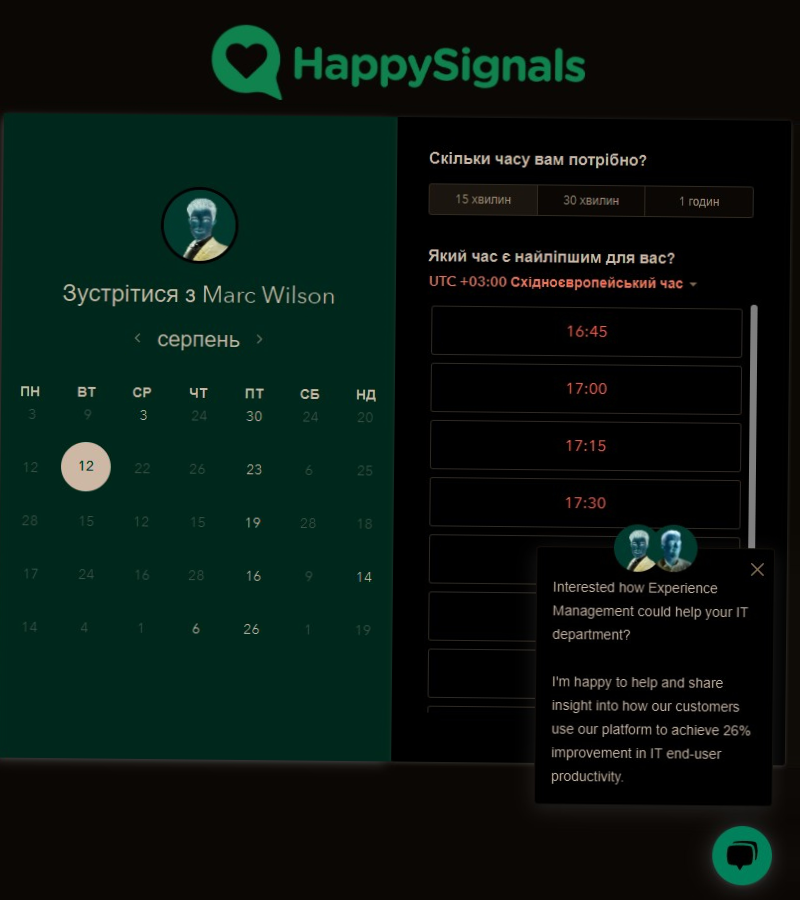 HappySignals
Зустрітися з Marc Wilson
серпень
ПН ВТ СР ЧТ ПТ СБ НД
3 9 3 24 30 24 20
12 12 22 26 23 6 25
28 15 12 15 19 28 18
17 24 16 28 16 9 14
14 4 1 6 26 1 19
Скільки часу вам потрібно?
15 хвилин 30 хвилин 1 годин
Який час є найліпшим для вас?
UTC +03:00 Східноєвропейський час
16:45
17:00
17:15
17:30
Interested how Experience
Management could help your IT
department?
I'm happy to help and share
insight into how our customers
use our platform to achieve 26%
improvement in IT end-user
productivity.